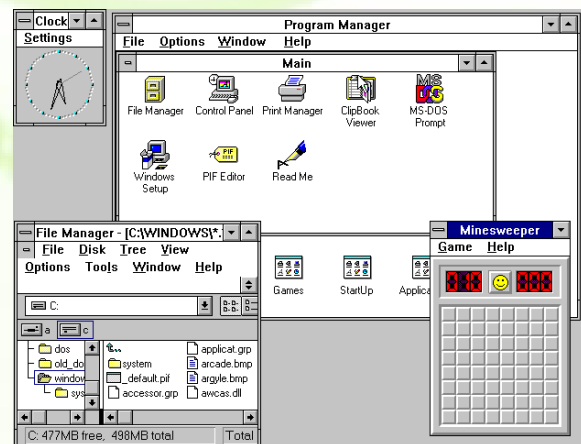 Clock
Settings
Program Manager
File Options Window Help
Main
File Manager
Control Panel
Print Manager
ClipBook
Viewer
MS-DOS
Prompt
MS
DOS
Windows
Setup
PIF
PIF Editor
Read Me
Games
StartUp
Applica
File Manager - [C:\WINDOWS\*.
File Disk Tree View
Options Tools Window Help
C:
a c
dos
old_do
window
sys
system
_default.pif
accessor.grp
applicat.grp
arcade.bmp
argyle.bmp
awcas.dll
C: 477MB free, 498MB total
Total
Minesweeper
Game Help
010 000